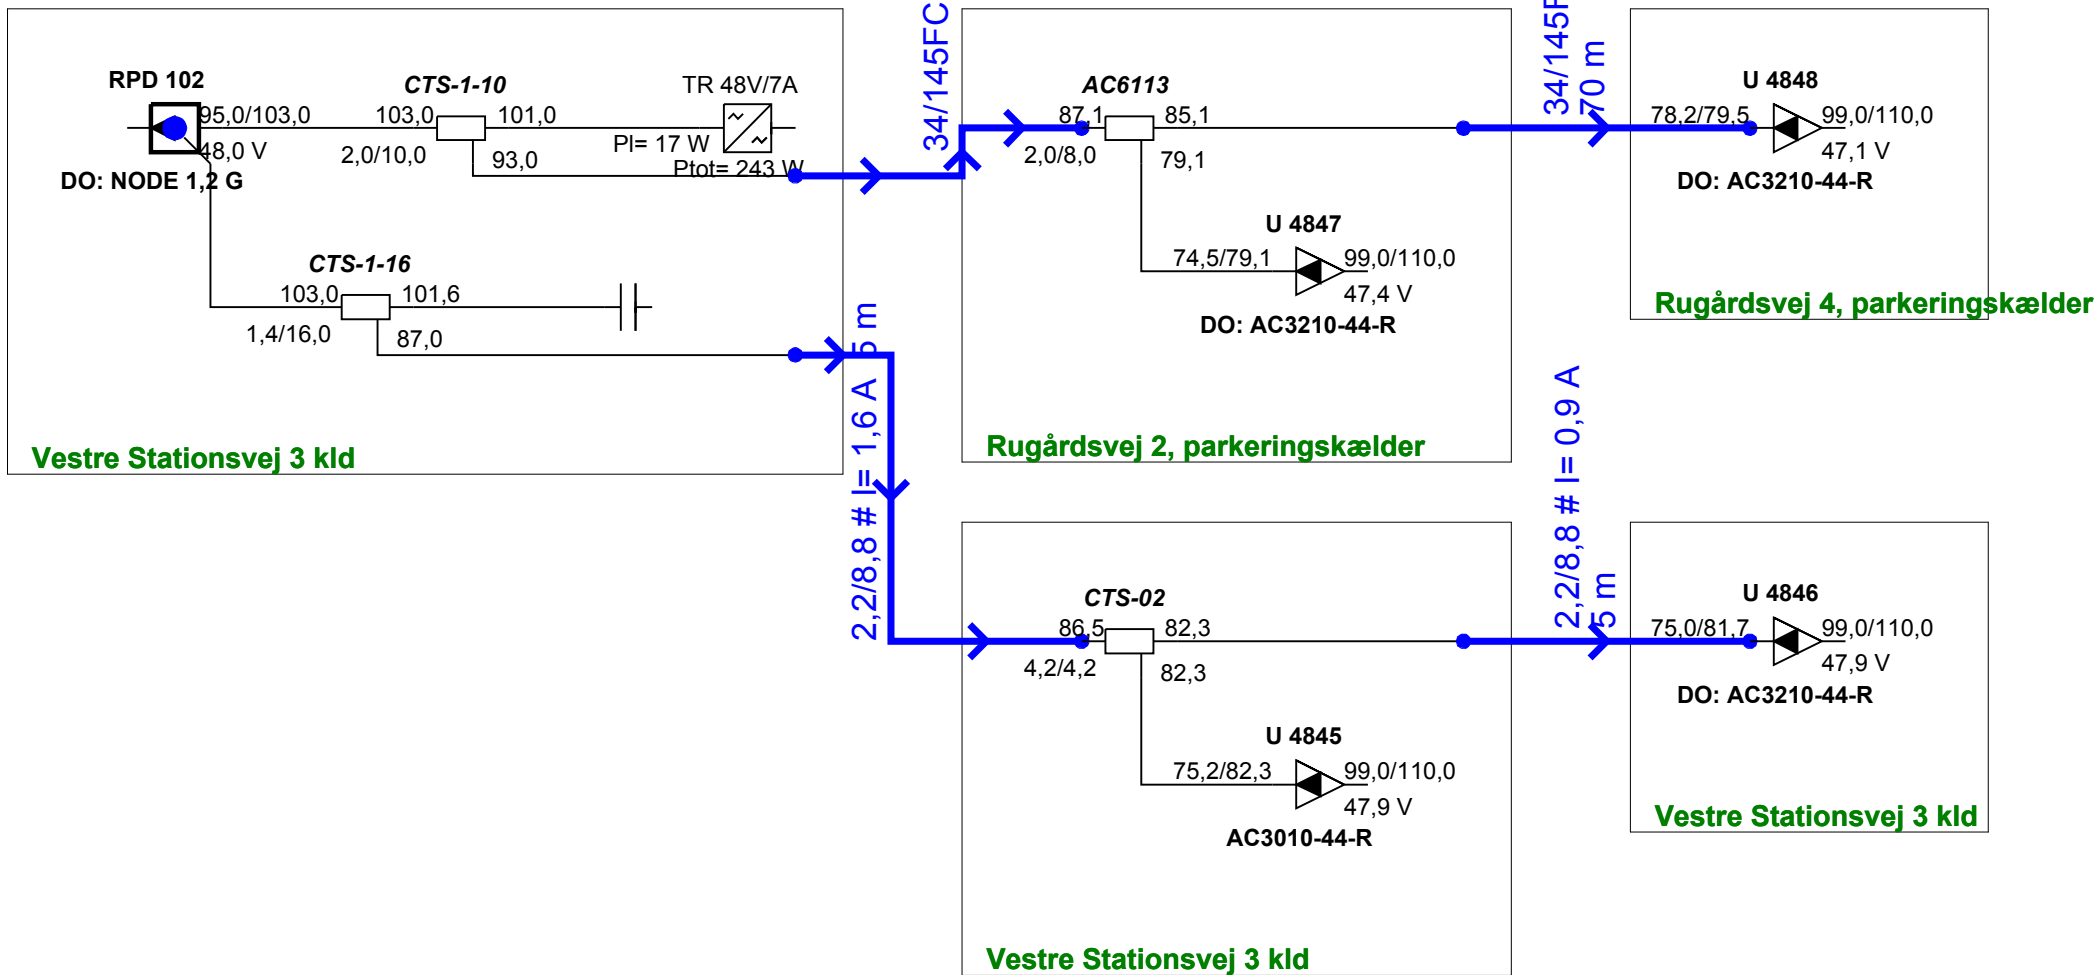 RPD 102
95,0/103,0
48,0 V
DO: NODE 1,2 G
CTS-1-10
103,0
101,0
2,0/10,0
93,0
TR 48V/7A
Pl= 17 W
Ptot= 243 W
CTS-1-16
103,0
101,6
1,4/16,0
87,0
Vestre Stationsvej 3 kld
34/145FC
AC6113
87,1
85,1
2,0/8,0
79,1
U 4847
74,5/79,1
99,0/110,0
47,4 V
DO: AC3210-44-R
Rugårdsvej 2, parkeringskælder
70 m
U 4848
78,2/79,5
99,0/110,0
47,1 V
DO: AC3210-44-R
Rugårdsvej 4, parkeringskælder
2,2/8,8 # I= 1,6 A
5 m
CTS-02
86,5
82,3
4,2/4,2
82,3
U 4845
75,2/82,3
99,0/110,0
47,9 V
AC3010-44-R
Vestre Stationsvej 3 kld
2,2/8,8 # I= 0,9 A
5 m
U 4846
75,0/81,7
99,0/110,0
47,9 V
DO: AC3210-44-R
Vestre Stationsvej 3 kld